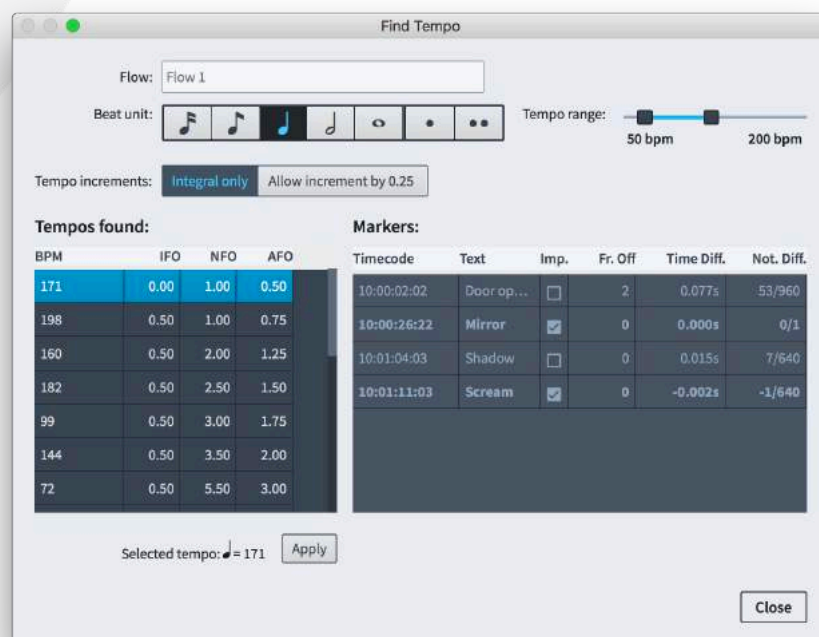 Find Tempo
Flow: Flow 1
Beat unit: Tempo range:
50 bpm 200 bpm
Tempo increments: Integral only Allow increment by 0.25
Tempos found: Markers:
BPM IFO NFO AFO Timecode Text Imp. Fr. Off Time Diff. Not. Diff.
171 0.00 1.00 0.50 10:00:02:02 Door op... 2 0.077s 53/960
198 0.50 1.00 0.75 10:00:26:22 Mirror 0 0.000s 0/1
160 0.50 2.00 1.25 10:01:04:03 Shadow 0 0.015s 7/640
182 0.50 2.50 1.50 10:01:11:03 Scream 0 -0.002s -1/640
99 0.50 3.00 1.75
144 0.50 3.50 2.00
72 0.50 5.50 3.00
Selected tempo: ♩= 171 Apply
Close